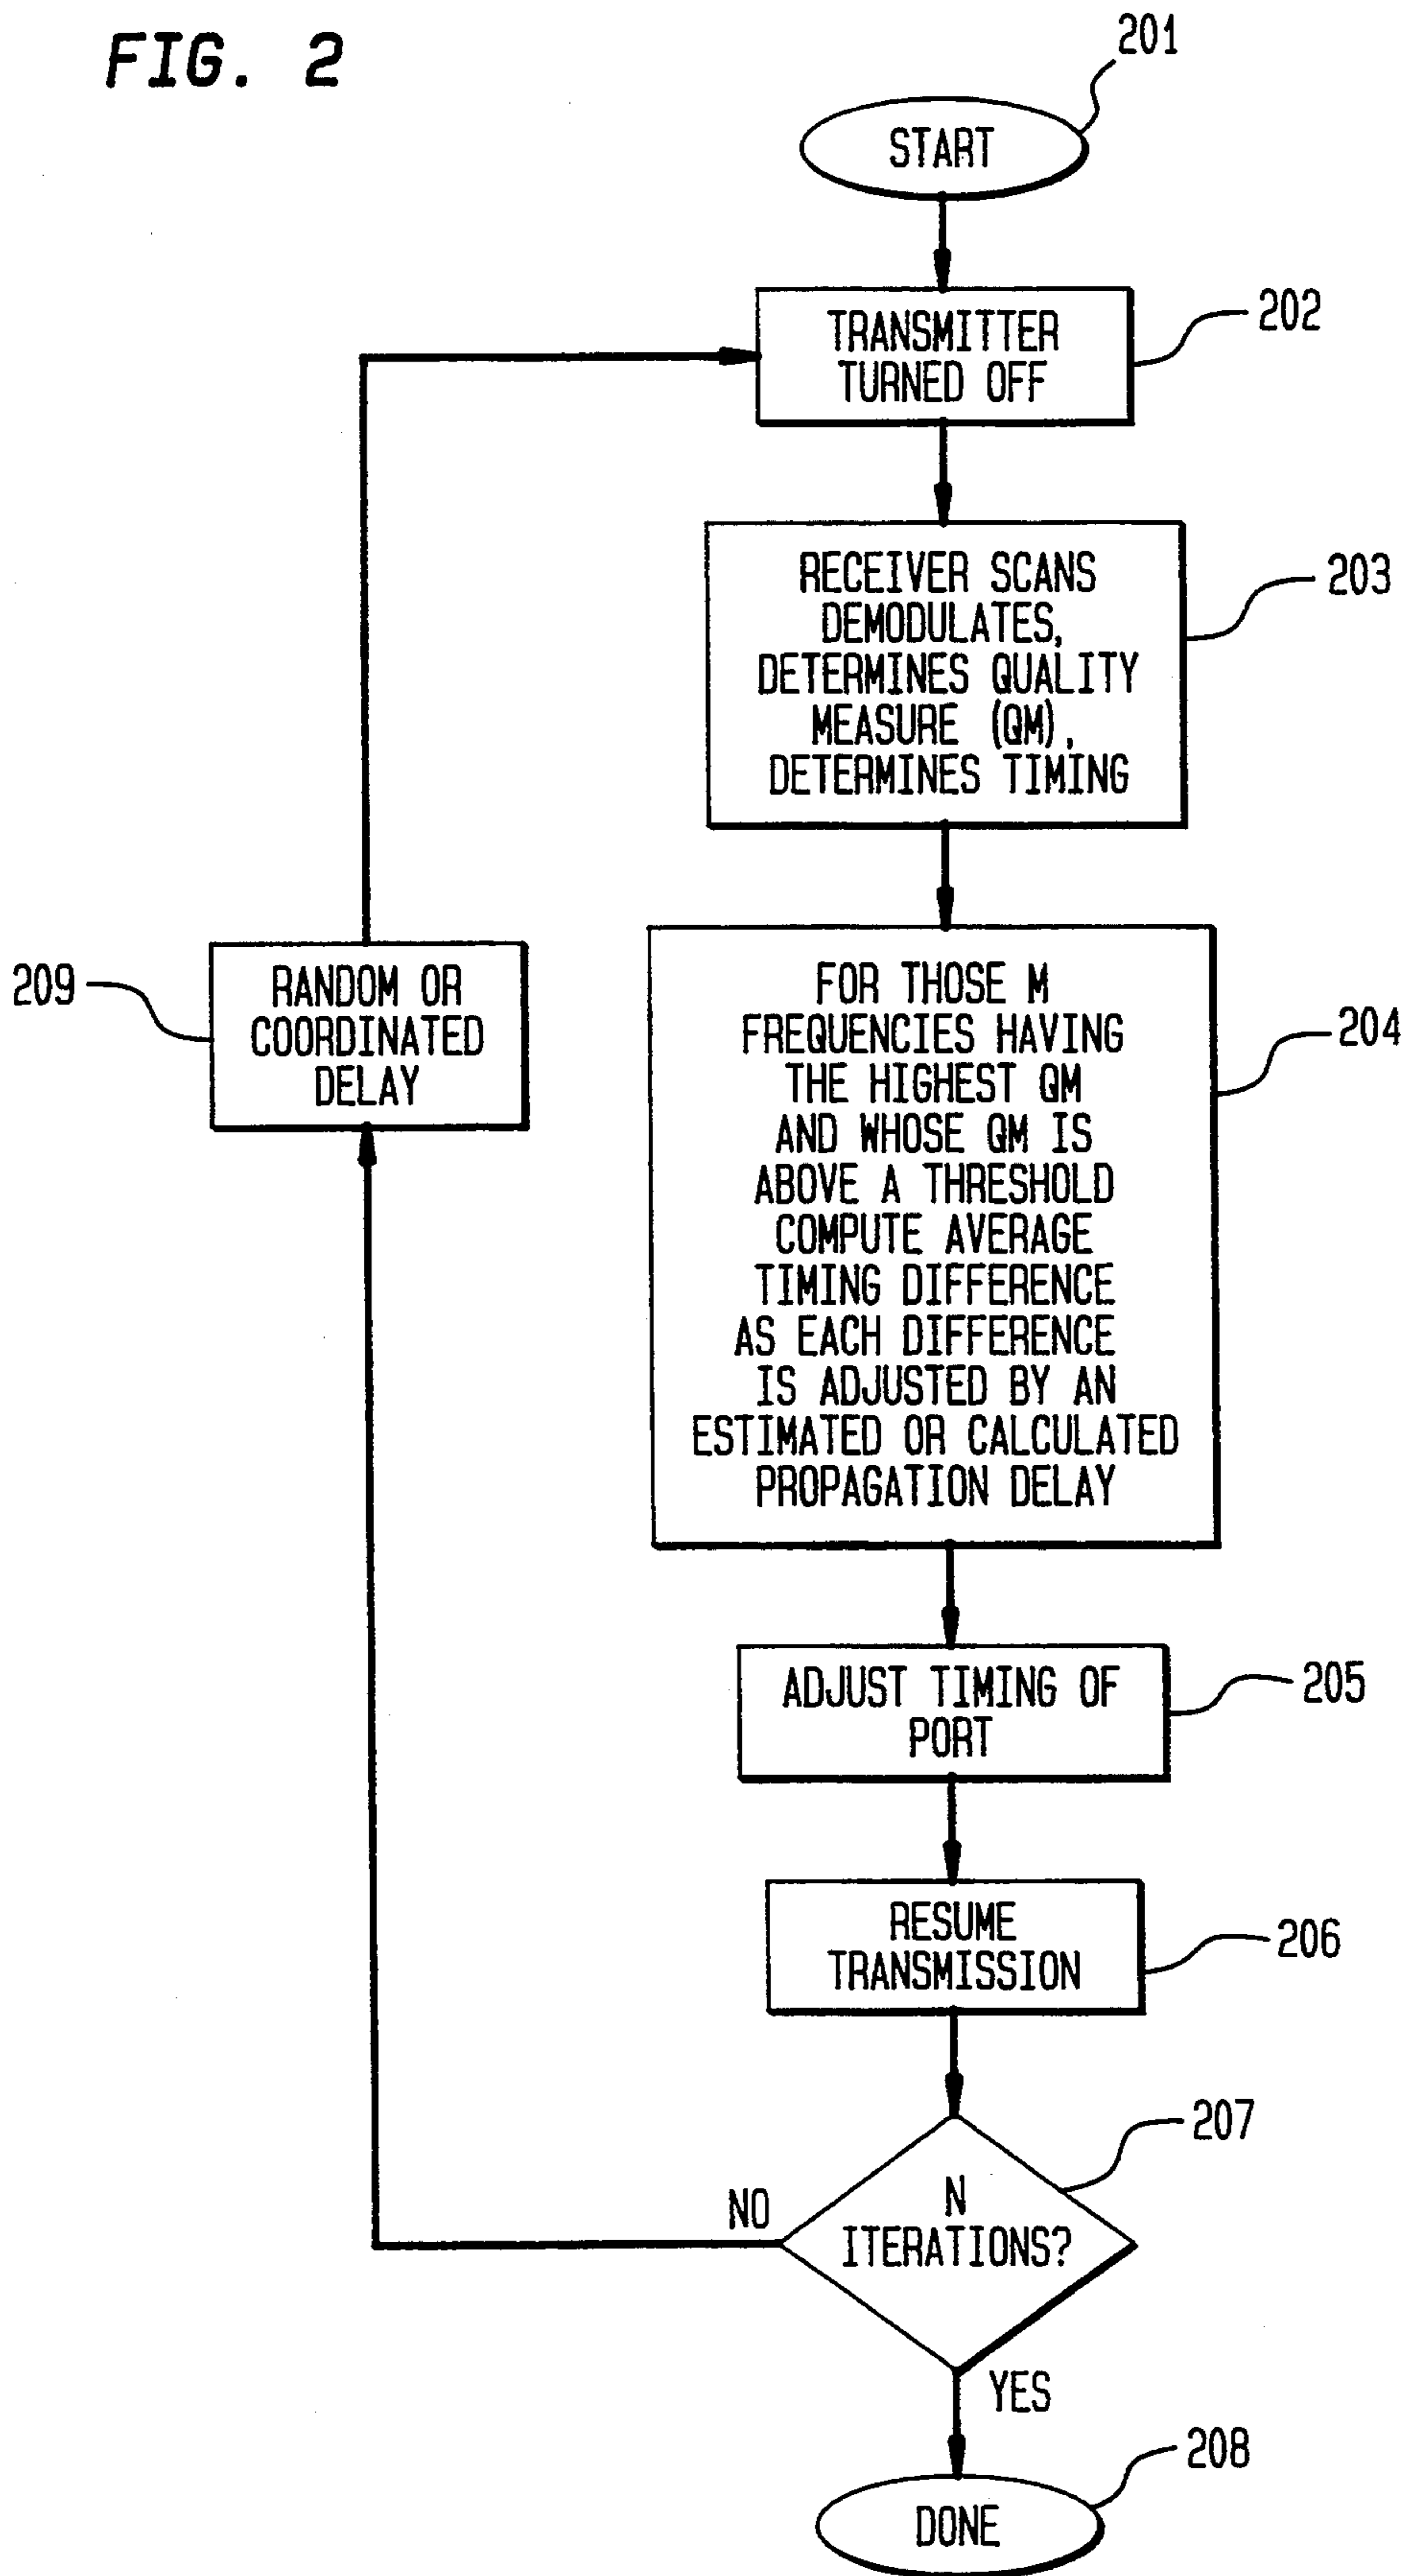 FIG. 2
201
START
202
TRANSMITTER
TURNED OFF
203
RECEIVER SCANS
DEMODULATES,
DETERMINES QUALITY
MEASURE (QM),
DETERMINES TIMING
204
FOR THOSE M
FREQUENCIES HAVING
THE HIGHEST QM
AND WHOSE QM IS
ABOVE A THRESHOLD
COMPUTE AVERAGE
TIMING DIFFERENCE
AS EACH DIFFERENCE
IS ADJUSTED BY AN
ESTIMATED OR CALCULATED
PROPAGATION DELAY
209
RANDOM OR
COORDINATED
DELAY
205
ADJUST TIMING OF
PORT
206
RESUME
TRANSMISSION
207
N
ITERATIONS?
NO
YES
208
DONE